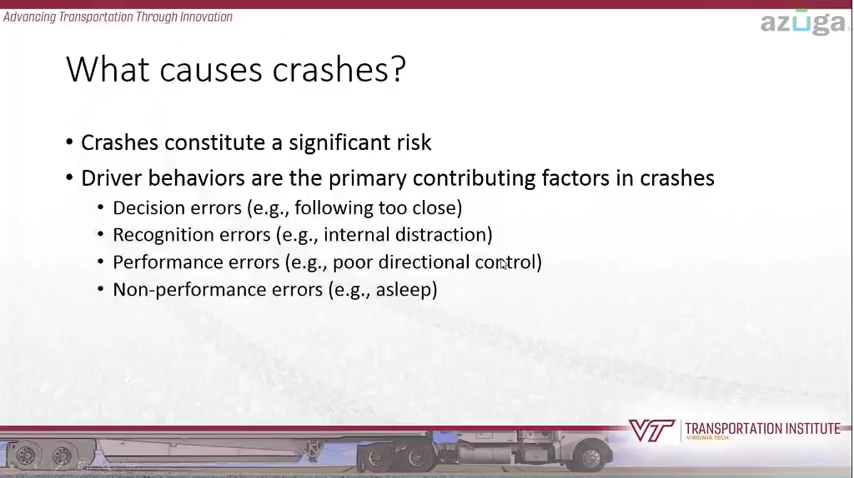 Advancing Transportation Through Innovation
azuga
What causes crashes?
• Crashes constitute a significant risk
• Driver behaviors are the primary contributing factors in crashes
• Decision errors (e.g., following too close)
• Recognition errors (e.g., internal distraction)
• Performance errors (e.g., poor directional control)
• Non-performance errors (e.g., asleep)
VT TRANSPORTATION INSTITUTE
VIRGINIA TECH